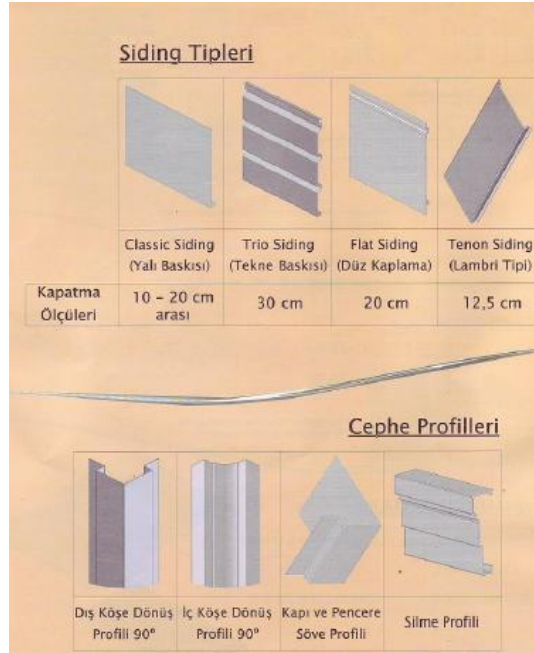 Siding Tipleri
Classic Siding
(Yalı Baskısı)
Trio Siding
(Tekne Baskısı)
Flat Siding
(Düz Kaplama)
Tenon Siding
(Lambri Tipi)
Kapatma
Ölçüleri
10 – 20 cm
arası
30 cm
20 cm
12,5 cm
Cephe Profilleri
Dış Köşe Dönüş
Profili 90°
İç Köşe Dönüş
Profili 90°
Kapı ve Pencere
Söve Profili
Silme Profili